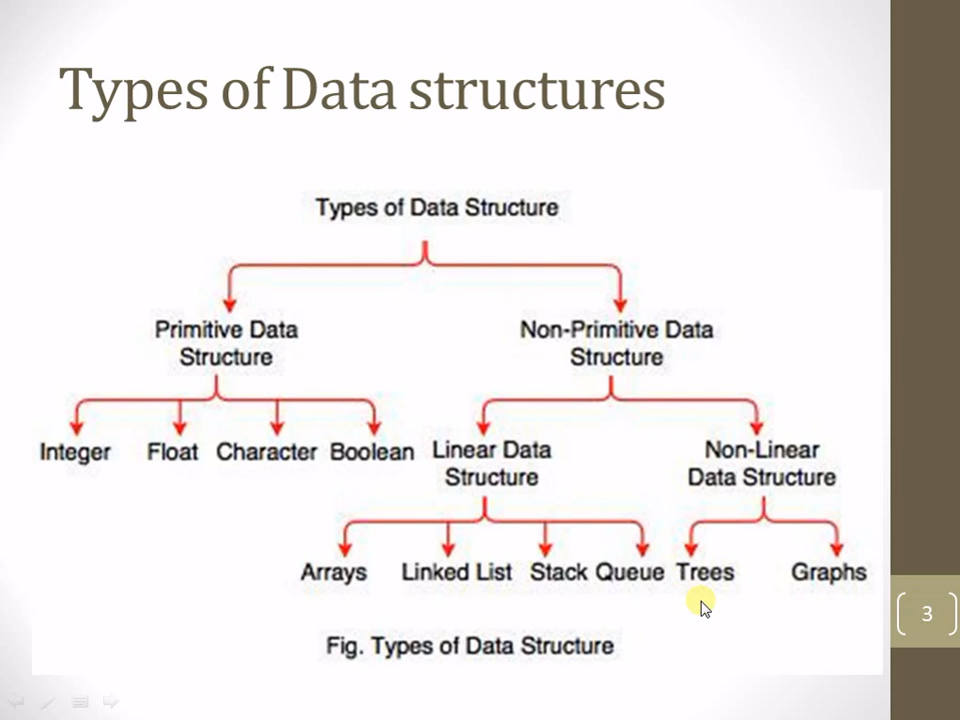 Types of Data structures
Types of Data Structure
Primitive Data
Structure
Non-Primitive Data
Structure
Integer
Float
Character
Boolean
Linear Data
Structure
Non-Linear
Data Structure
Arrays
Linked List
Stack
Queue
Trees
Graphs
Fig. Types of Data Structure
3